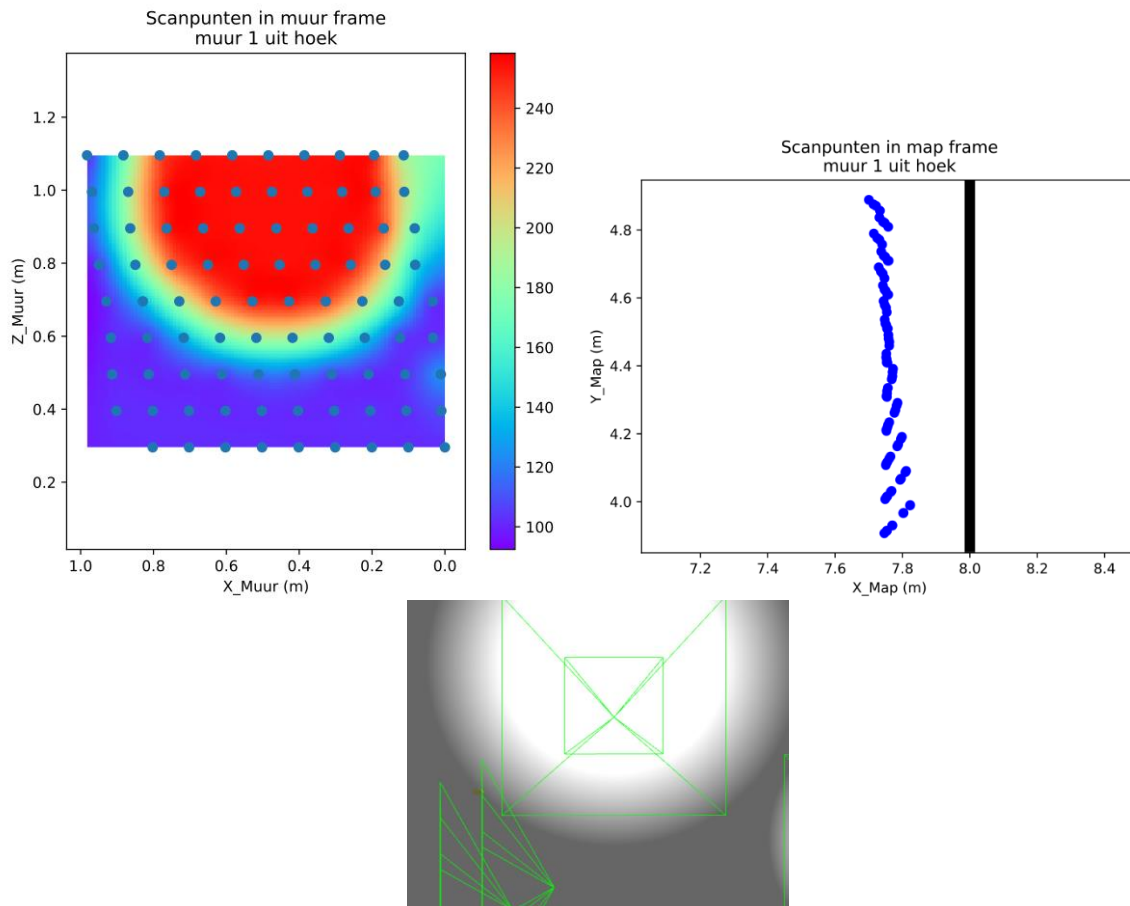 Scanpunten in muur frame
muur 1 uit hoek
Z_Muur (m)
1.2
1.0
0.8
0.6
0.4
0.2
1.0 0.8 0.6 0.4 0.2 0.0
X_Muur (m)
240
220
200
180
160
140
120
100
Scanpunten in map frame
muur 1 uit hoek
Y_Map (m)
4.8
4.6
4.4
4.2
4.0
7.2 7.4 7.6 7.8 8.0 8.2 8.4
X_Map (m)